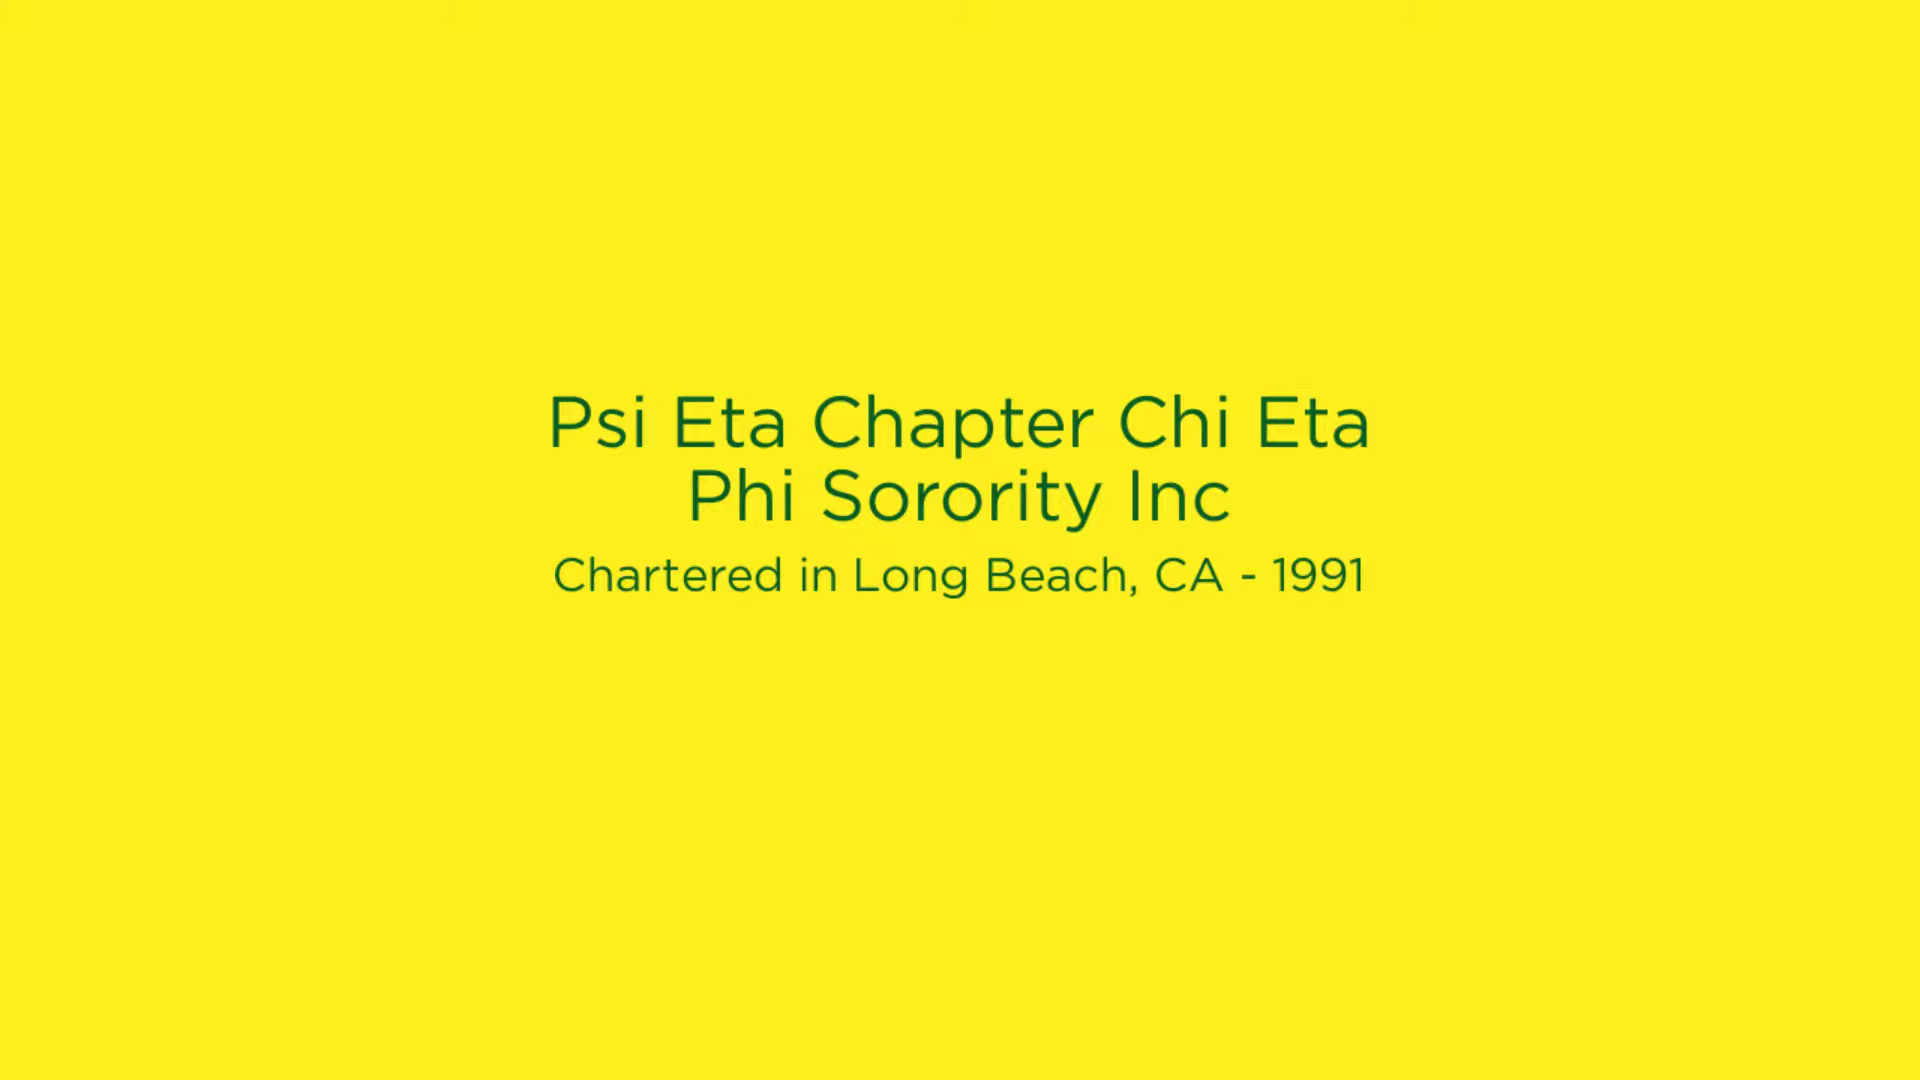 Psi Eta Chapter Chi Eta
Phi Sorority Inc
Chartered in Long Beach, CA - 1991